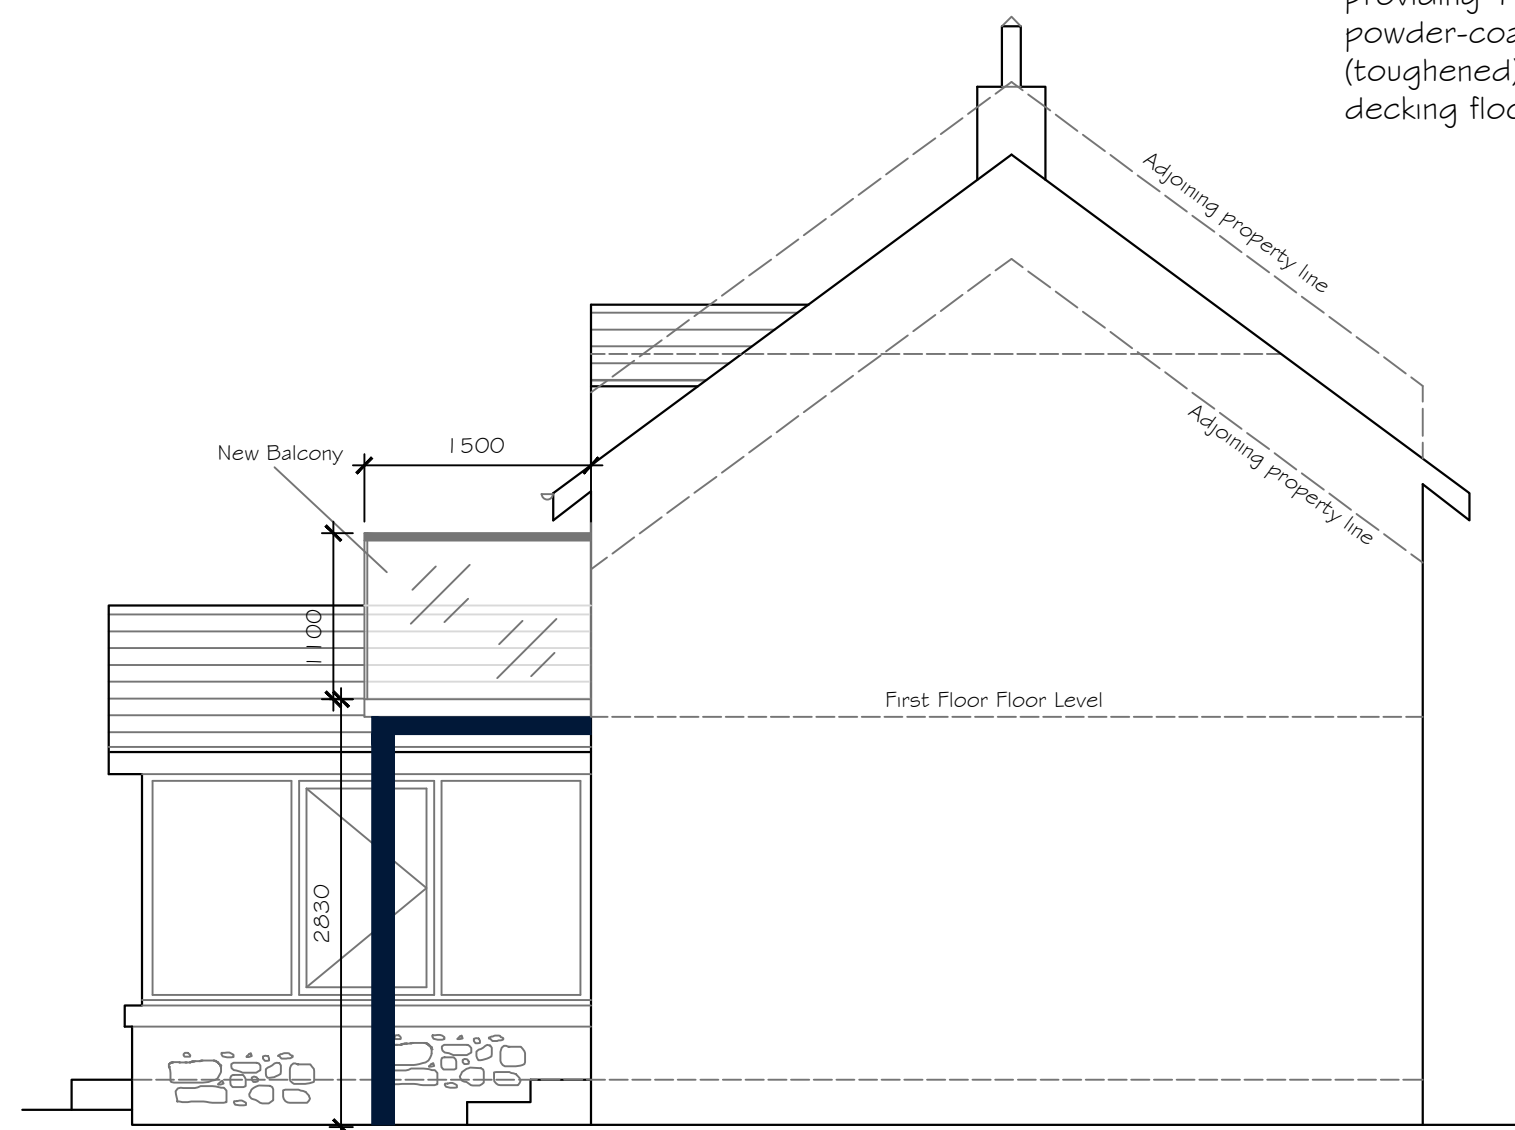 providing
powder-coa
(toughened)
decking floo
Adjoining property line
Adjoining property line
New Balcony
1500
1100
First Floor Floor Level
2830